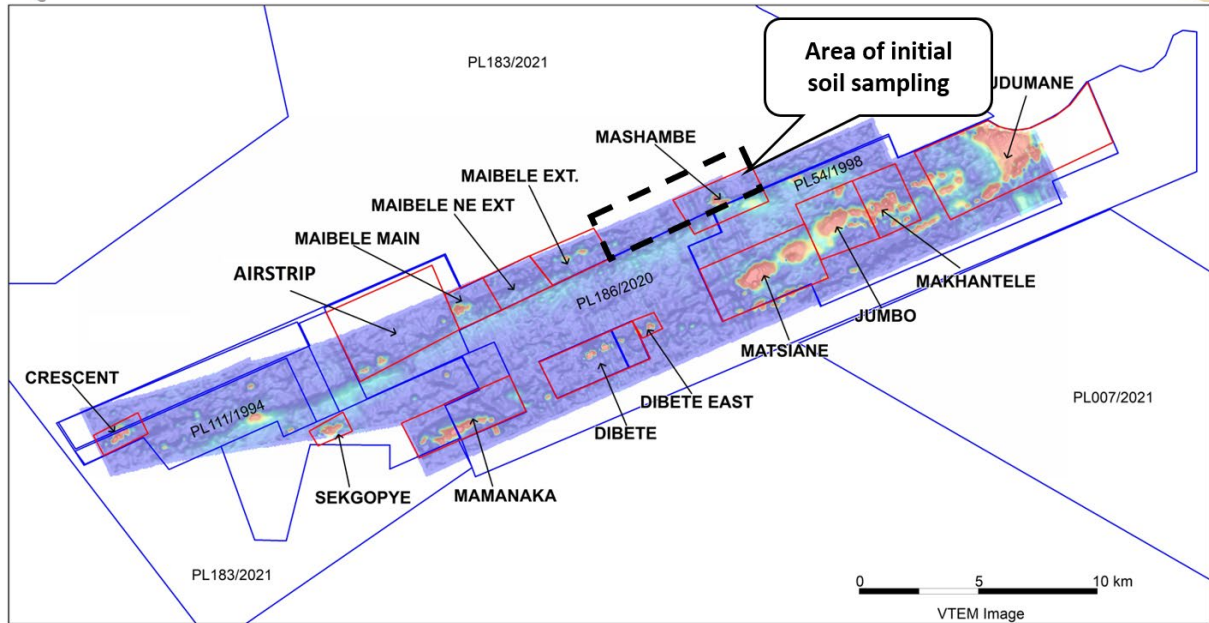 PL183/2021
Area of initial
soil sampling
UDUMANE
MASHAMBE
PL54/1998
MAIBELE EXT.
MAIBELE NE EXT
MAIBELE MAIN
AIRSTRIP
PL186/2020
MAKHANTELE
JUMBO
MATSIANE
CRESCENT
PL111/1994
DIBETE EAST
PL007/2021
DIBETE
SEKGOPYE
MAMANAKA
PL183/2021
0 5 10 km
VTEM Image